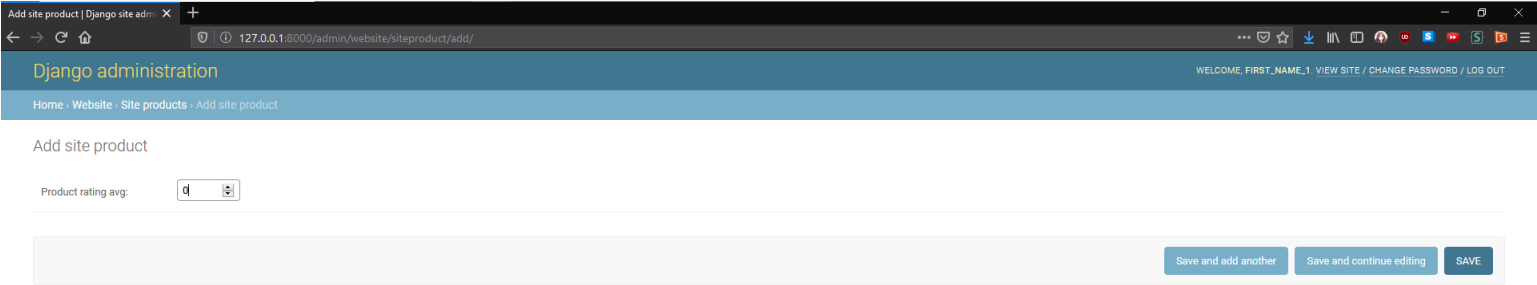 Add site product | Django site adm
127.0.0.1:8000/admin/website/siteproduct/add/
Django administration
WELCOME, FIRST_NAME_1. VIEW SITE / CHANGE PASSWORD / LOG OUT
Home › Website › Site products › Add site product
Add site product
Product rating avg: 0
Save and add another Save and continue editing SAVE